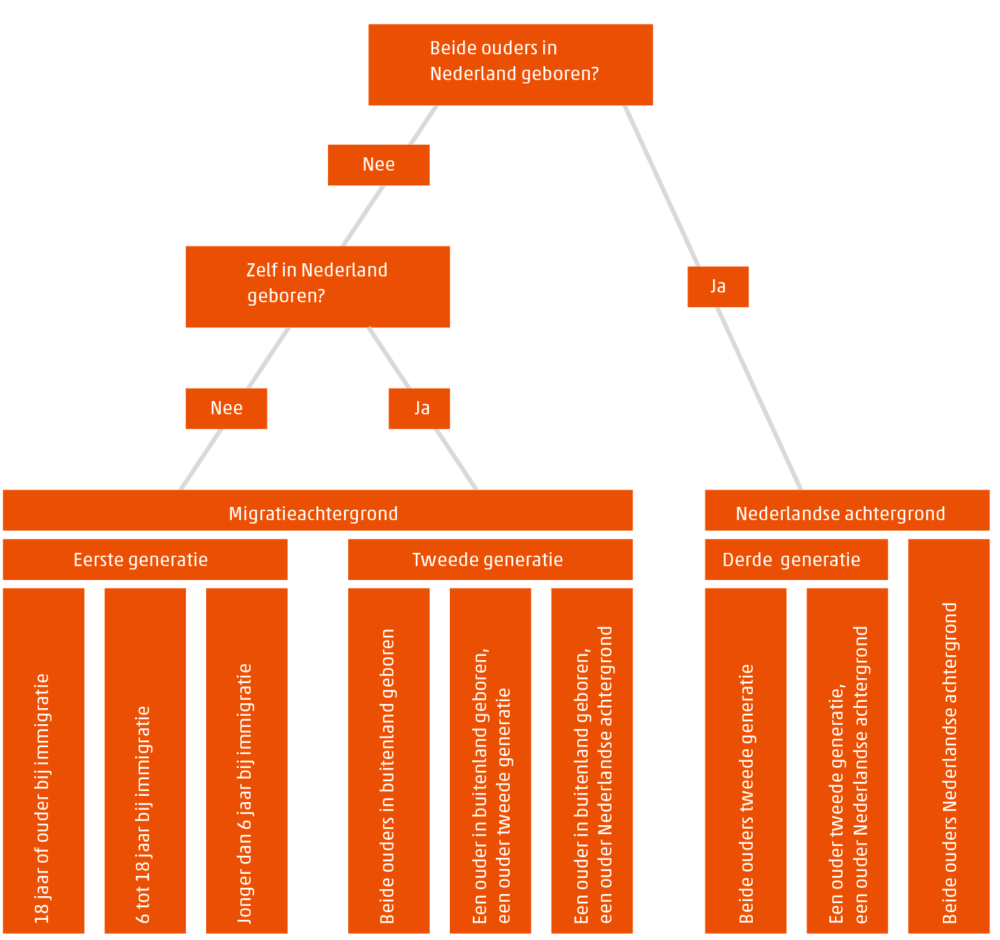 Beide ouders in
Nederland geboren?
Nee
Zelf in Nederland
geboren?
Ja
Nee
Ja
Migratieachtergrond
Nederlandse achtergrond
Eerste generatie
Tweede generatie
Derde generatie
18 jaar of ouder bij immigratie
6 tot 18 jaar bij immigratie
Jonger dan 6 jaar bij immigratie
Beide ouders in buitenland geboren
Een ouder in buitenland geboren,
een ouder tweede generatie
Een ouder in buitenland geboren,
een ouder Nederlandse achtergrond
Beide ouders tweede generatie
Een ouder tweede generatie,
een ouder Nederlandse achtergrond
Beide ouders Nederlandse achtergrond